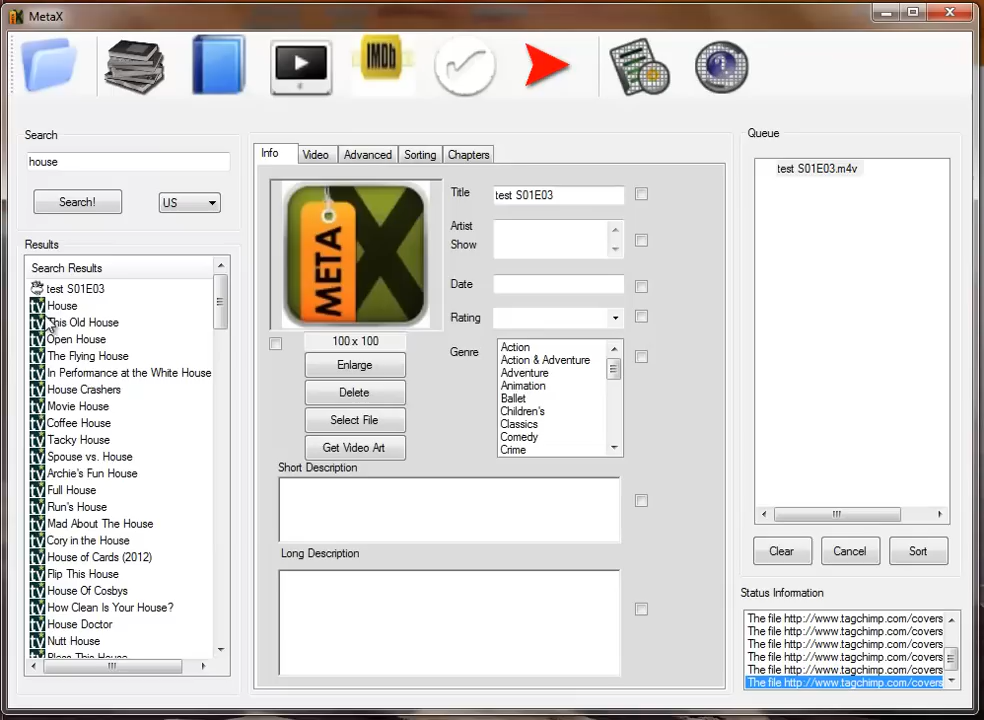 MetaX
IMDb
Search
house
Search!
US
Results
Search Results
test S01E03
House
This Old House
Open House
The Flying House
In Performance at the White House
House Crashers
Movie House
Coffee House
Tacky House
Spouse vs. House
Archie's Fun House
Full House
Run's House
Mad About The House
Cory in the House
House of Cards (2012)
Flip This House
House Of Cosbys
How Clean Is Your House?
House Doctor
Nutt House
Info
Video
Advanced
Sorting
Chapters
META
X
100 x 100
Enlarge
Delete
Select File
Get Video Art
Title
test S01E03
Artist
Show
Date
Rating
Genre
Action
Action & Adventure
Adventure
Animation
Ballet
Children's
Classics
Comedy
Crime
Short Description
Long Description
Queue
test S01E03.m4v
Clear
Cancel
Sort
Status Information
The file http://www.tagchimp.com/covers
The file http://www.tagchimp.com/covers
The file http://www.tagchimp.com/covers
The file http://www.tagchimp.com/covers
The file http://www.tagchimp.com/covers
The file http://www.tagchimp.com/covers